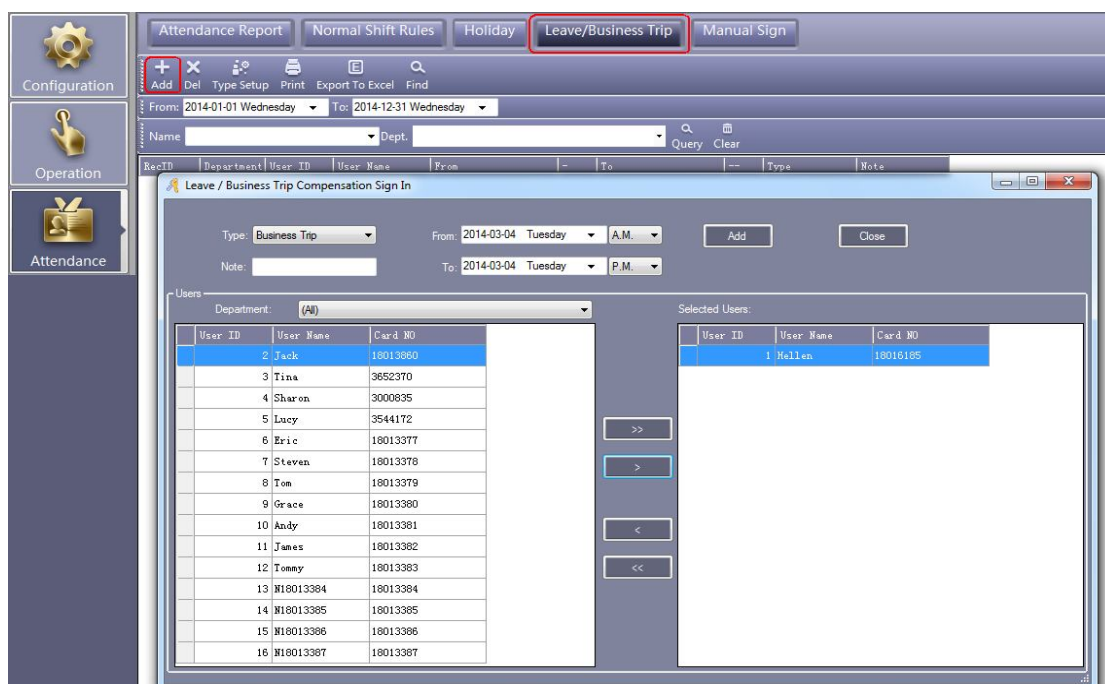 Attendance Report Normal Shift Rules Holiday Leave/Business Trip Manual Sign
Configuration
Add Del Type Setup Print Export To Excel Find
From: 2014-01-01 Wednesday To: 2014-12-31 Wednesday
Name Dept. Query Clear
Operation
RecID Department User ID User Name From - To -- Type Note
Leave / Business Trip Compensation Sign In
Attendance
Type: Business Trip From: 2014-03-04 Tuesday A.M. Add Close
Note: To: 2014-03-04 Tuesday P.M.
Users
Department: (All) Selected Users:
User ID User Name Card NO User ID User Name Card NO
2 Jack 18013860 1 Hellen 18016185
3 Tina 3652370
4 Sharon 3000835
5 Lucy 3544172
6 Eric 18013377
>>
7 Steven 18013378
>
8 Tom 18013379
9 Grace 18013380
10 Andy 18013381
<
11 James 18013382
12 Tommy 18013383
<<
13 N18013384 18013384
14 N18013385 18013385
15 N18013386 18013386
16 N18013387 18013387